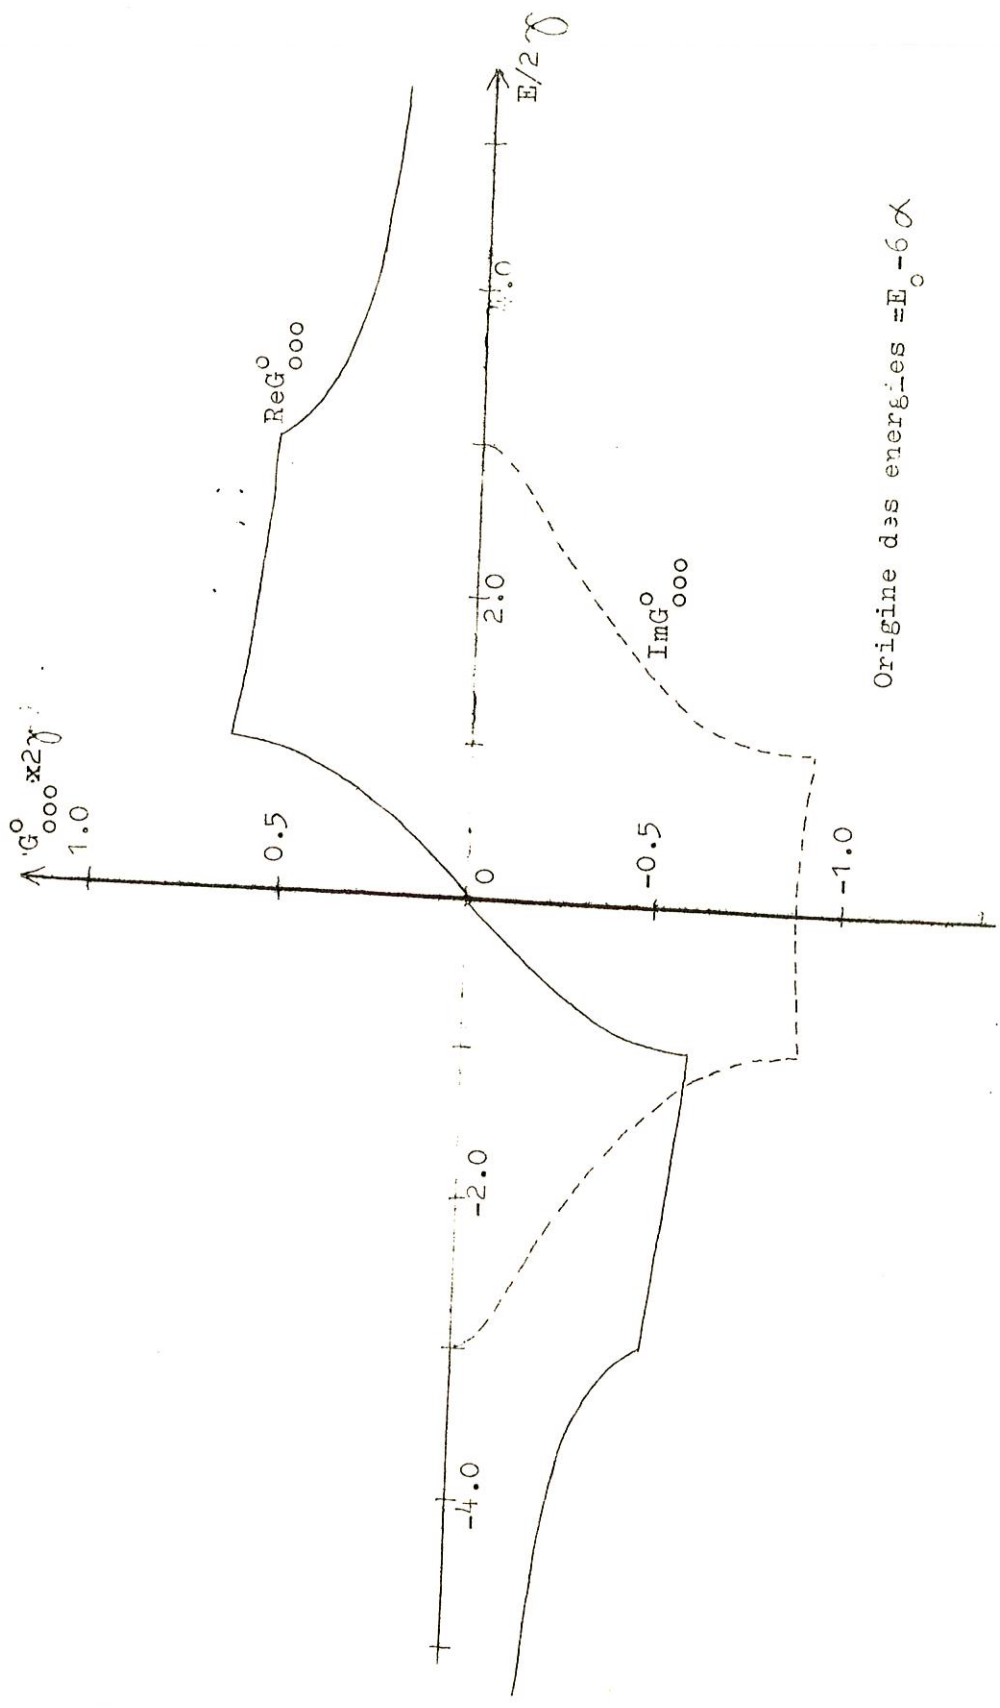 G°₀₀₀ x2γ
1.0
0.5
0
-0.5
-1.0
-4.0
-2.0
2.0
4.0
E/2γ
ReG°₀₀₀
ImG°₀₀₀
Origine des energies =E₀-6α